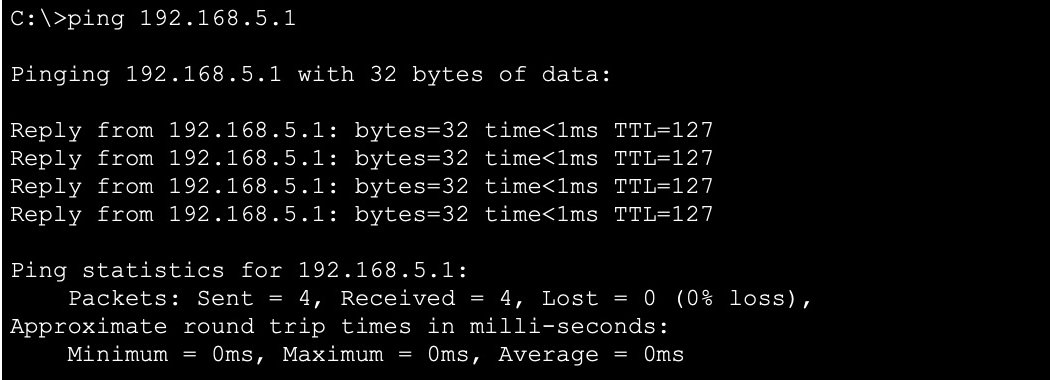 C:\>ping 192.168.5.1
Pinging 192.168.5.1 with 32 bytes of data:
Reply from 192.168.5.1: bytes=32 time<1ms TTL=127
Reply from 192.168.5.1: bytes=32 time<1ms TTL=127
Reply from 192.168.5.1: bytes=32 time<1ms TTL=127
Reply from 192.168.5.1: bytes=32 time<1ms TTL=127
Ping statistics for 192.168.5.1:
    Packets: Sent = 4, Received = 4, Lost = 0 (0% loss),
Approximate round trip times in milli-seconds:
    Minimum = 0ms, Maximum = 0ms, Average = 0ms